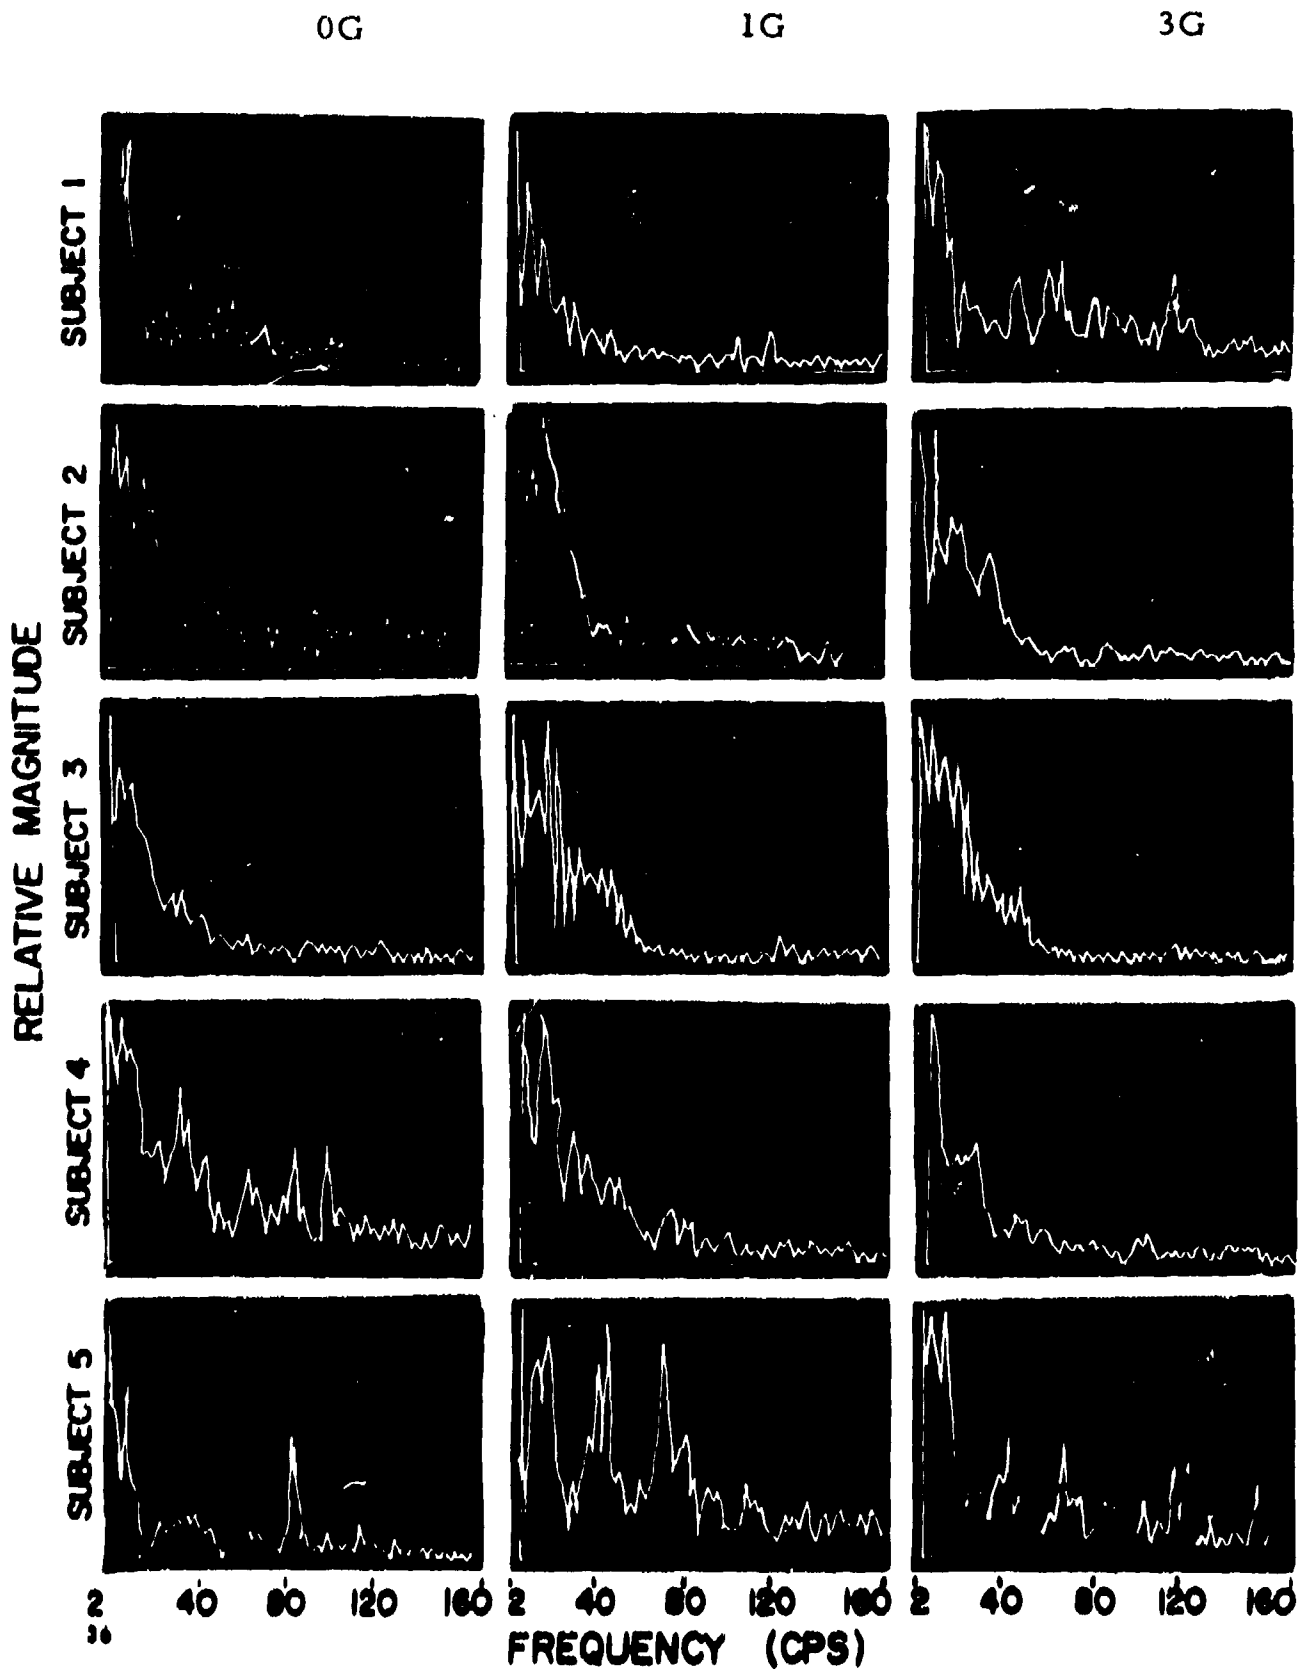 0G 1G 3G
RELATIVE MAGNITUDE
SUBJECT 1
SUBJECT 2
SUBJECT 3
SUBJECT 4
SUBJECT 5
2 40 80 120 160 2 40 80 120 160 2 40 80 120 160
36
FREQUENCY (CPS)